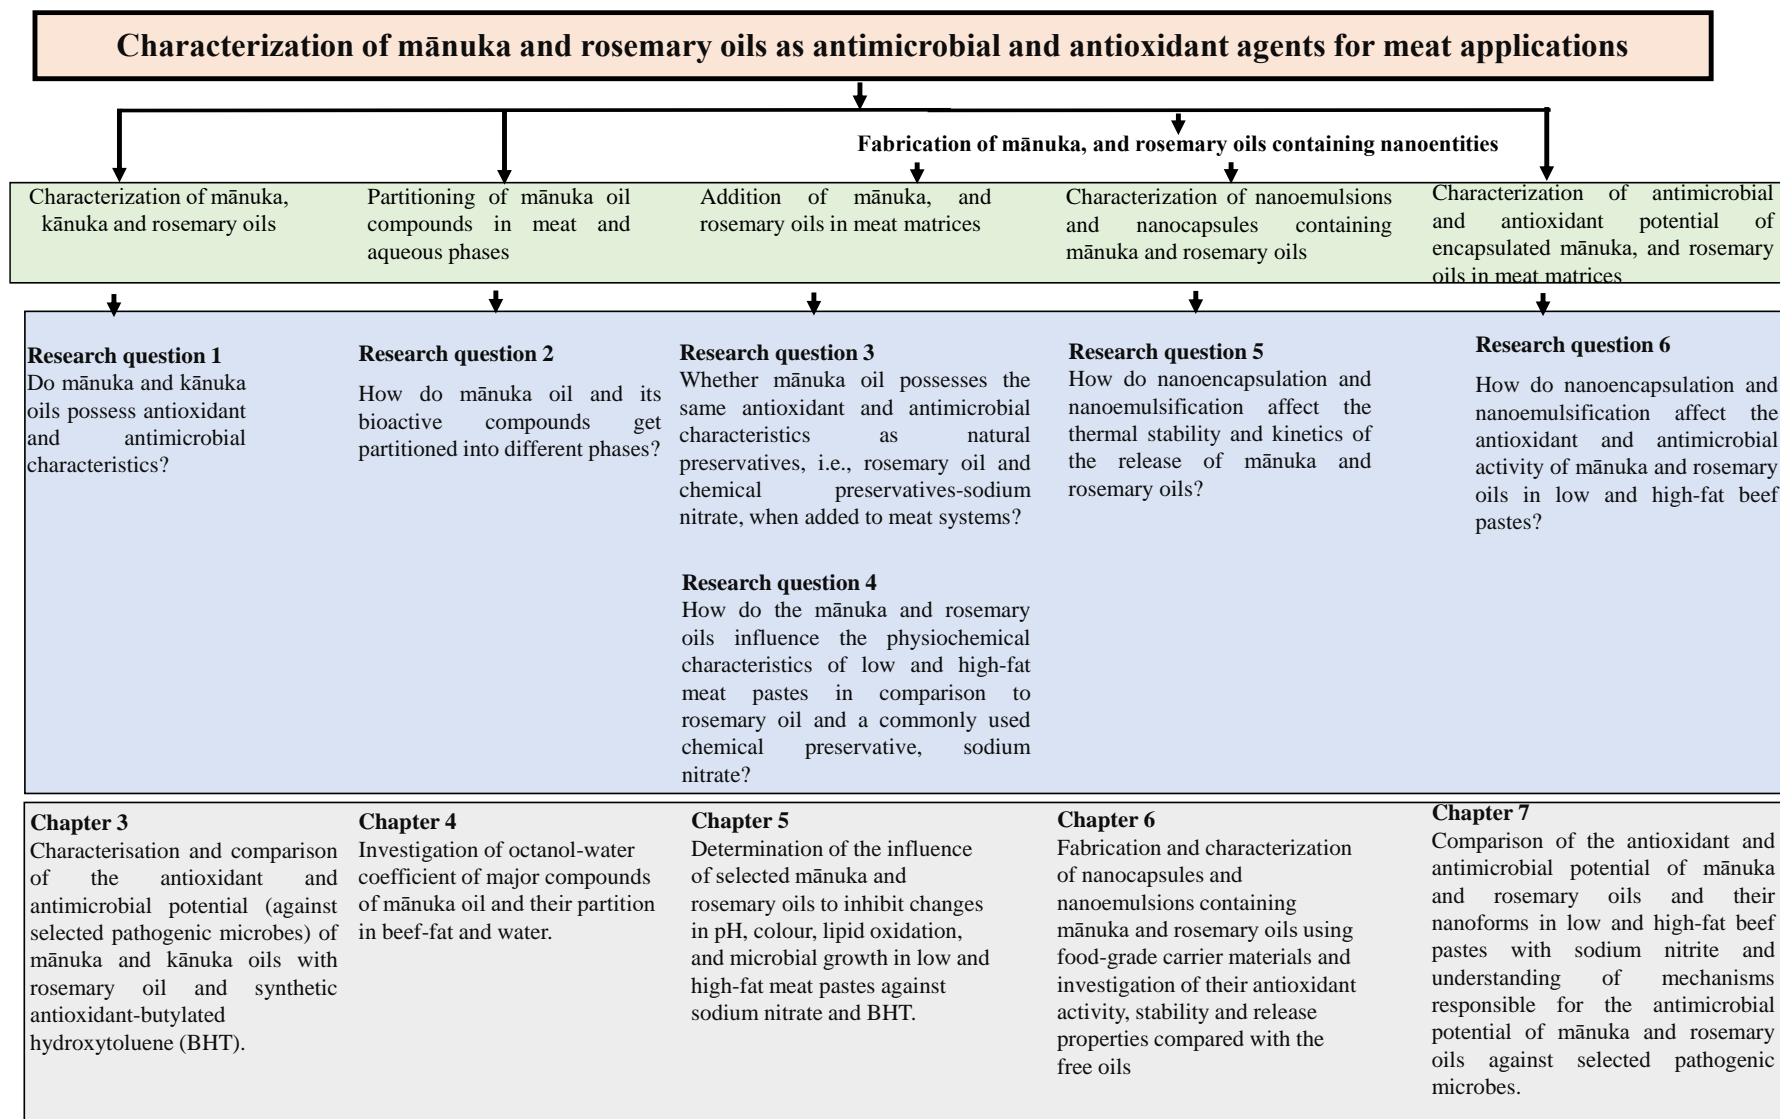 Characterization of mānuka and rosemary oils as antimicrobial and antioxidant agents for meat applications
Fabrication of mānuka, and rosemary oils containing nanoentities
Characterization of mānuka,
kānuka and rosemary oils
Partitioning of mānuka oil
compounds in meat and
aqueous phases
Addition of mānuka, and
rosemary oils in meat matrices
Characterization of nanoemulsions
and nanocapsules containing
mānuka and rosemary oils
Characterization of antimicrobial
and antioxidant potential of
encapsulated mānuka, and rosemary
oils in meat matrices
Research question 1
Do mānuka and kānuka
oils possess antioxidant
and antimicrobial
characteristics?
Research question 2
How do mānuka oil and its
bioactive compounds get
partitioned into different phases?
Research question 3
Whether mānuka oil possesses the
same antioxidant and antimicrobial
characteristics as natural
preservatives, i.e., rosemary oil and
chemical preservatives-sodium
nitrate, when added to meat systems?
Research question 4
How do the mānuka and rosemary
oils influence the physiochemical
characteristics of low and high-fat
meat pastes in comparison to
rosemary oil and a commonly used
chemical preservative, sodium
nitrate?
Research question 5
How do nanoencapsulation and
nanoemulsification affect the
thermal stability and kinetics of
the release of mānuka and
rosemary oils?
Research question 6
How do nanoencapsulation and
nanoemulsification affect the
antioxidant and antimicrobial
activity of mānuka and rosemary
oils in low and high-fat beef
pastes?
Chapter 3
Characterisation and comparison
of the antioxidant and
antimicrobial potential (against
selected pathogenic microbes) of
mānuka and kānuka oils with
rosemary oil and synthetic
antioxidant-butylated
hydroxytoluene (BHT).
Chapter 4
Investigation of octanol-water
coefficient of major compounds
of mānuka oil and their partition
in beef-fat and water.
Chapter 5
Determination of the influence
of selected mānuka and
rosemary oils to inhibit changes
in pH, colour, lipid oxidation,
and microbial growth in low and
high-fat meat pastes against
sodium nitrate and BHT.
Chapter 6
Fabrication and characterization
of nanocapsules and
nanoemulsions containing
mānuka and rosemary oils using
food-grade carrier materials and
investigation of their antioxidant
activity, stability and release
properties compared with the
free oils
Chapter 7
Comparison of the antioxidant and
antimicrobial potential of mānuka
and rosemary oils and their
nanoforms in low and high-fat beef
pastes with sodium nitrite and
understanding of mechanisms
responsible for the antimicrobial
potential of mānuka and rosemary
oils against selected pathogenic
microbes.